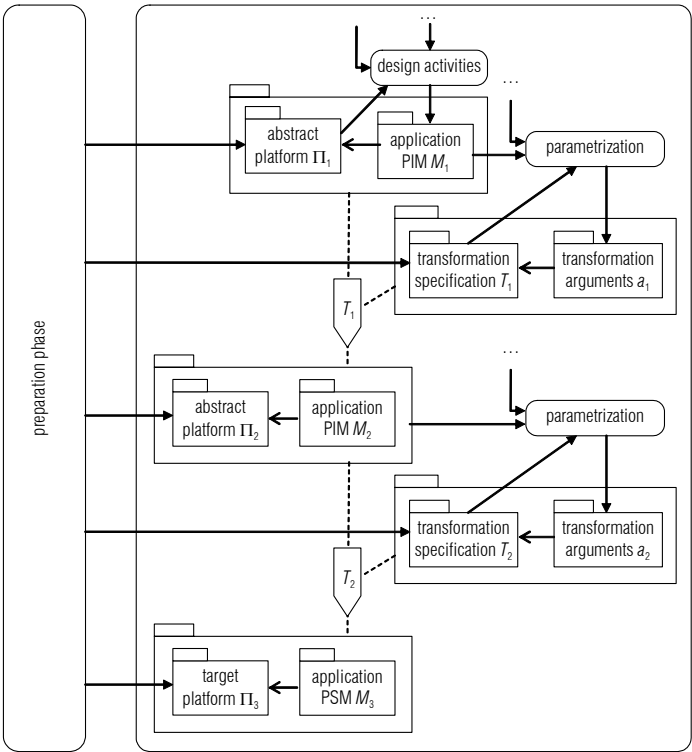 …
design activities
…
abstract
platform Π1
application
PIM M1
parametrization
transformation
specification T1
transformation
arguments a1
T1
preparation phase
…
abstract
platform Π2
application
PIM M2
parametrization
transformation
specification T2
transformation
arguments a2
T2
target
platform Π3
application
PSM M3